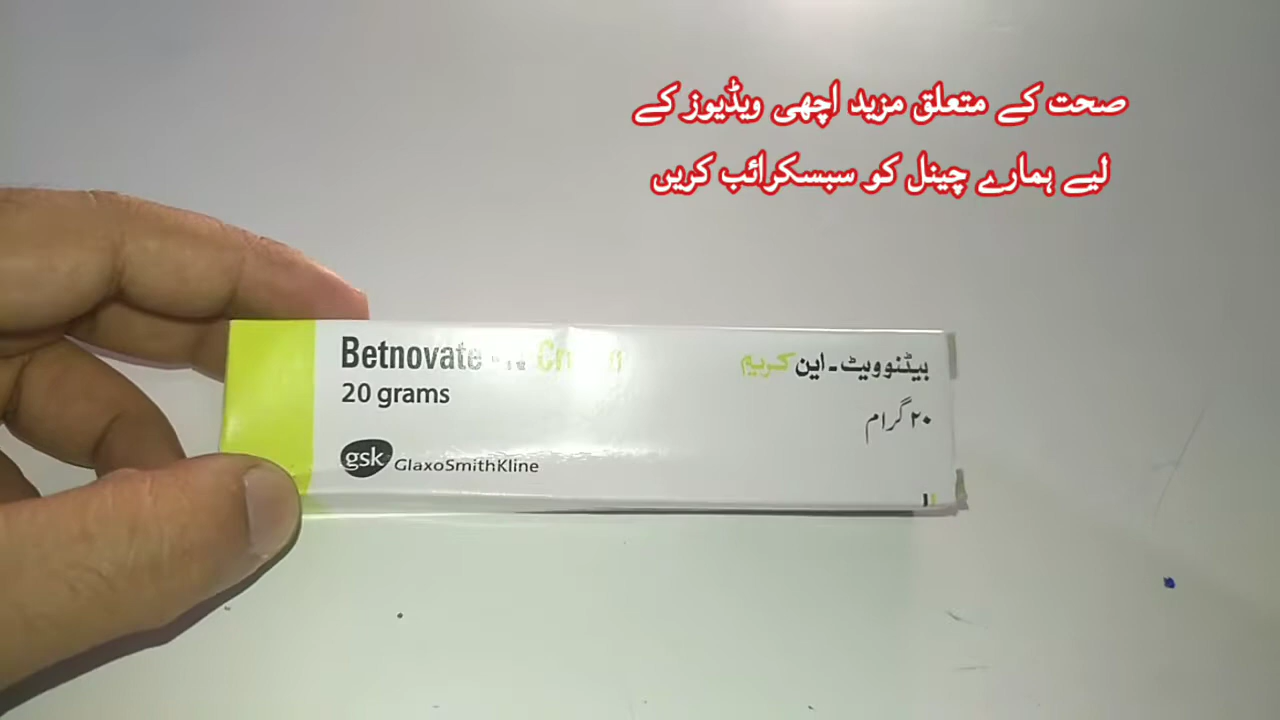 صحت کے متعلق مزید اچھی ویڈیوز کے
لیے ہمارے چینل کو سبسکرائب کریں
Betnovate - N Cream
20 grams
gsk GlaxoSmithKline
بیٹنوویٹ - این کریم
۲۰ گرام